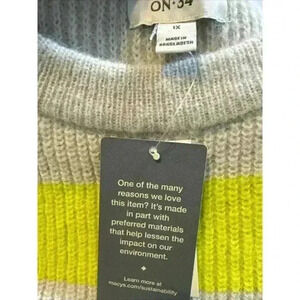 ON•34
1X
MADE IN
BANGLADESH
One of the many
reasons we love
this item? It's made
in part with
preferred materials
that help lessen the
impact on our
environment.
Learn more at
macys.com/sustainability